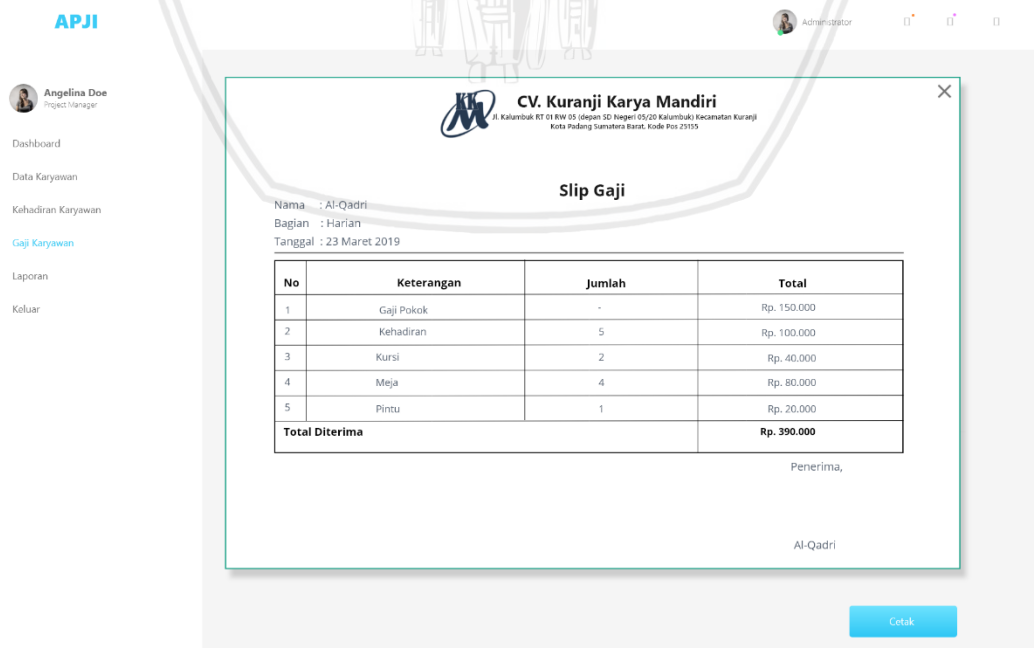 APJI
Administrator
Angelina Doe
Project Manager
Dashboard
Data Karyawan
Kehadiran Karyawan
Gaji Karyawan
Laporan
Keluar
KKM
CV. Kuranji Karya Mandiri
Jl. Kalumbuk RT 01 RW 05 (depan SD Negeri 05/20 Kalumbuk) Kecamatan Kuranji
Kota Padang Sumatera Barat. Kode Pos 25155
Slip Gaji
Nama : Al-Qadri
Bagian : Harian
Tanggal : 23 Maret 2019
No Keterangan Jumlah Total
1 Gaji Pokok - Rp. 150.000
2 Kehadiran 5 Rp. 100.000
3 Kursi 2 Rp. 40.000
4 Meja 4 Rp. 80.000
5 Pintu 1 Rp. 20.000
Total Diterima Rp. 390.000
Penerima,
Al-Qadri
Cetak